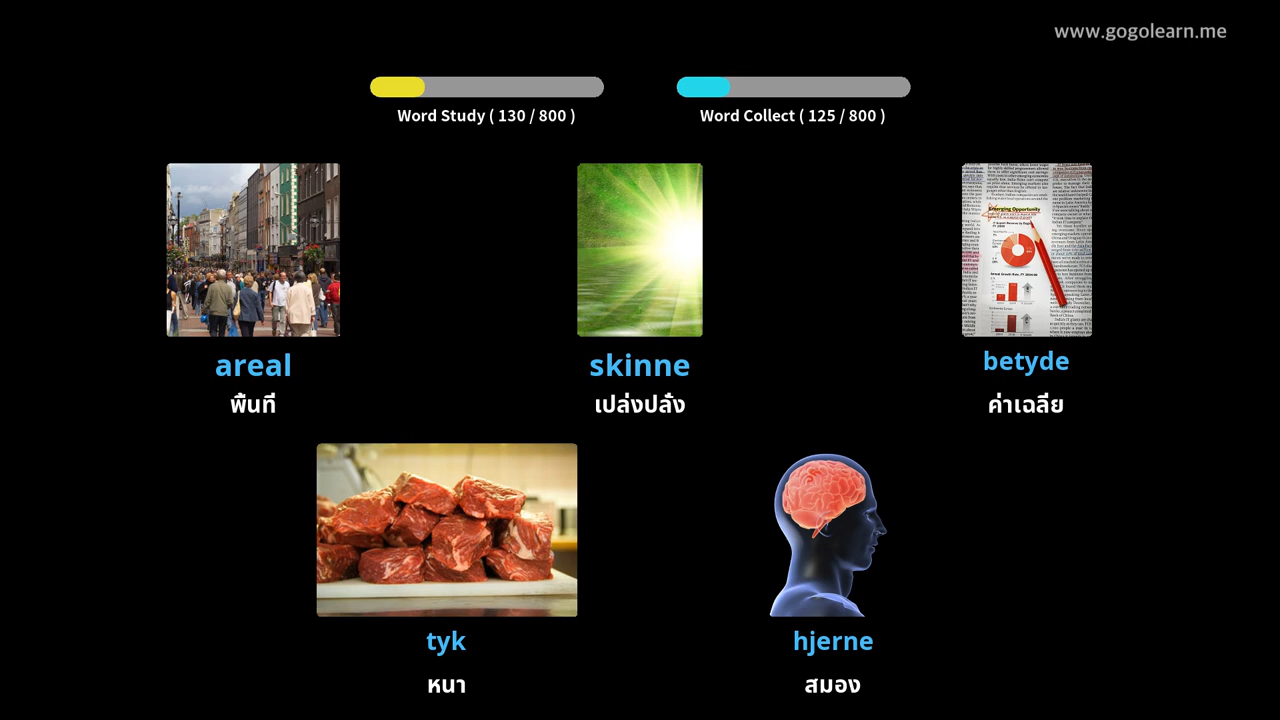 www.gogolearn.me
Word Study ( 130 / 800 )
Word Collect ( 125 / 800 )
Emerging Opportunity
areal
skinne
betyde
พื้นที่
เปล่งปลั่ง
ค่าเฉลี่ย
tyk
hjerne
หนา
สมอง